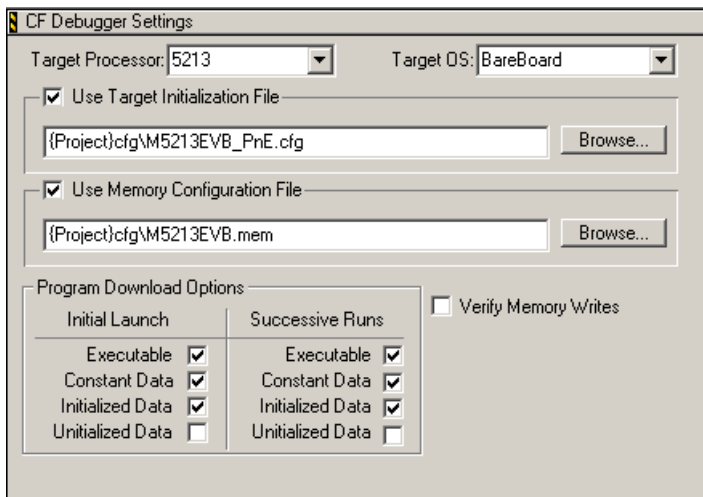 CF Debugger Settings
Target Processor: 5213 Target OS: BareBoard
Use Target Initialization File
{Project}cfg\M5213EVB_PnE.cfg Browse...
Use Memory Configuration File
{Project}cfg\M5213EVB.mem Browse...
Program Download Options
Verify Memory Writes
Initial Launch Successive Runs
Executable Executable
Constant Data Constant Data
Initialized Data Initialized Data
Unitialized Data Unitialized Data